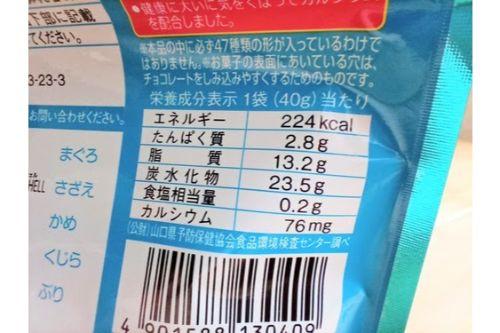 ●健康に大いに気をくばってカルシウム
を配合しました。
※本品の中に必ず47種類の形が入っているわけで
はありません。※お菓子の表面にあいている穴は、
チョコレートをしみ込みやすくするためのものです。
下部に記載
てください。
3-23-3
お問い合わせください。
まぐろ
SHELL さざえ
かめ
くじら
ぶり
栄養成分表示 1袋(40g)当たり
エネルギー 224kcal
たんぱく質 2.8g
脂質 13.2g
炭水化物 23.5g
食塩相当量 0.2g
カルシウム 76mg
(公財)山口県予防保健協会食品環境検査センター調べ
4 901588 130409